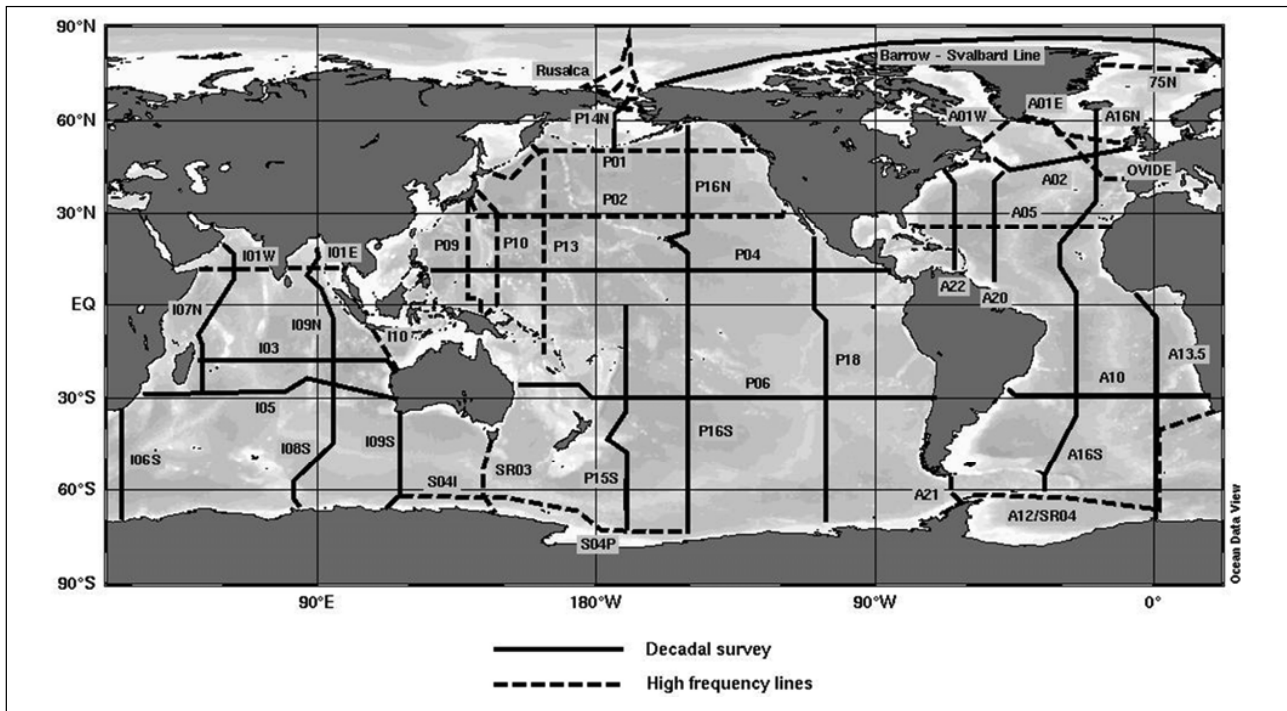 90°N
Barrow - Svalbard Line
Rusalca
75N
A01E
A01W
A16N
60°N
P14N
P01
OVIDE
A02
P16N
P02
A05
30°N
I01W
I01E
P09
P10
P13
P04
A22
A20
EQ
I07N
I09N
I10
I03
P18
A13.5
A10
P06
30°S
I05
I06S
I08S
I09S
P16S
A16S
SR03
P15S
S04I
60°S
A21
A12/SR04
S04P
90°S
90°E
180°W
90°W
0°
Ocean Data View
Decadal survey
High frequency lines